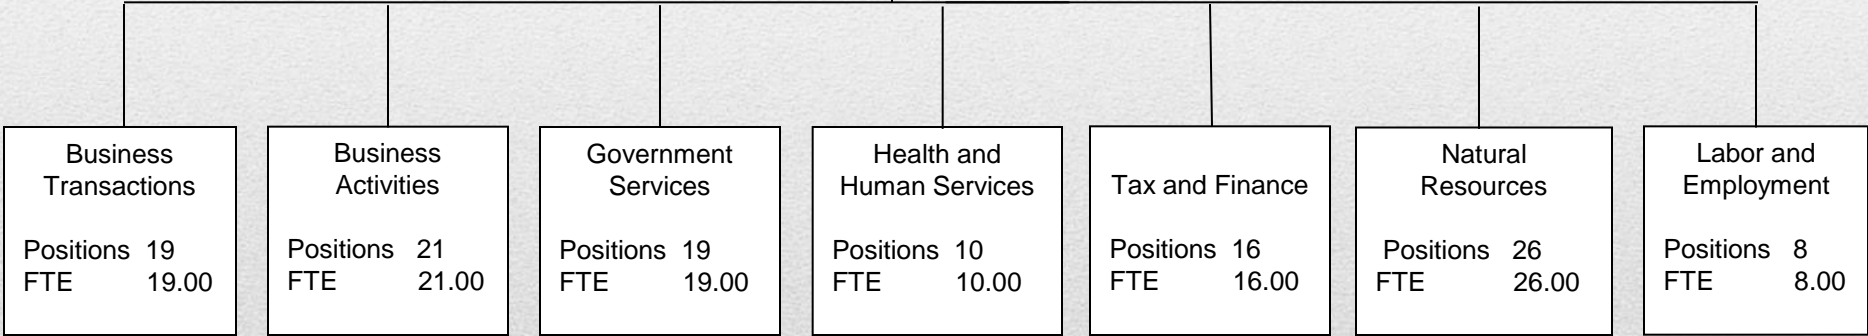 Business
Transactions
Positions 19
FTE 19.00
Business
Activities
Positions 21
FTE 21.00
Government
Services
Positions 19
FTE 19.00
Health and
Human Services
Positions 10
FTE 10.00
Tax and Finance
Positions 16
FTE 16.00
Natural
Resources
Positions 26
FTE 26.00
Labor and
Employment
Positions 8
FTE 8.00